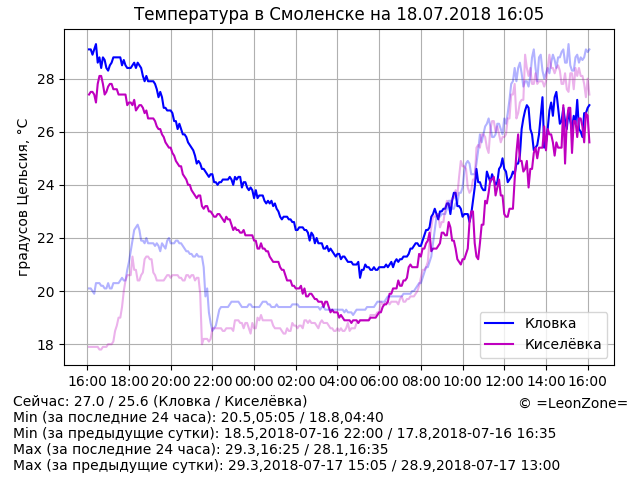 Температура в Смоленске на 18.07.2018 16:05
градусов Цельсия, °C
28
26
24
22
20
18
16:00 18:00 20:00 22:00 00:00 02:00 04:00 06:00 08:00 10:00 12:00 14:00 16:00
Кловка
Киселёвка
Сейчас: 27.0 / 25.6 (Кловка / Киселёвка)
© =LeonZone=
Min (за последние 24 часа): 20.5,05:05 / 18.8,04:40
Min (за предыдущие сутки): 18.5,2018-07-16 22:00 / 17.8,2018-07-16 16:35
Max (за последние 24 часа): 29.3,16:25 / 28.1,16:35
Max (за предыдущие сутки): 29.3,2018-07-17 15:05 / 28.9,2018-07-17 13:00